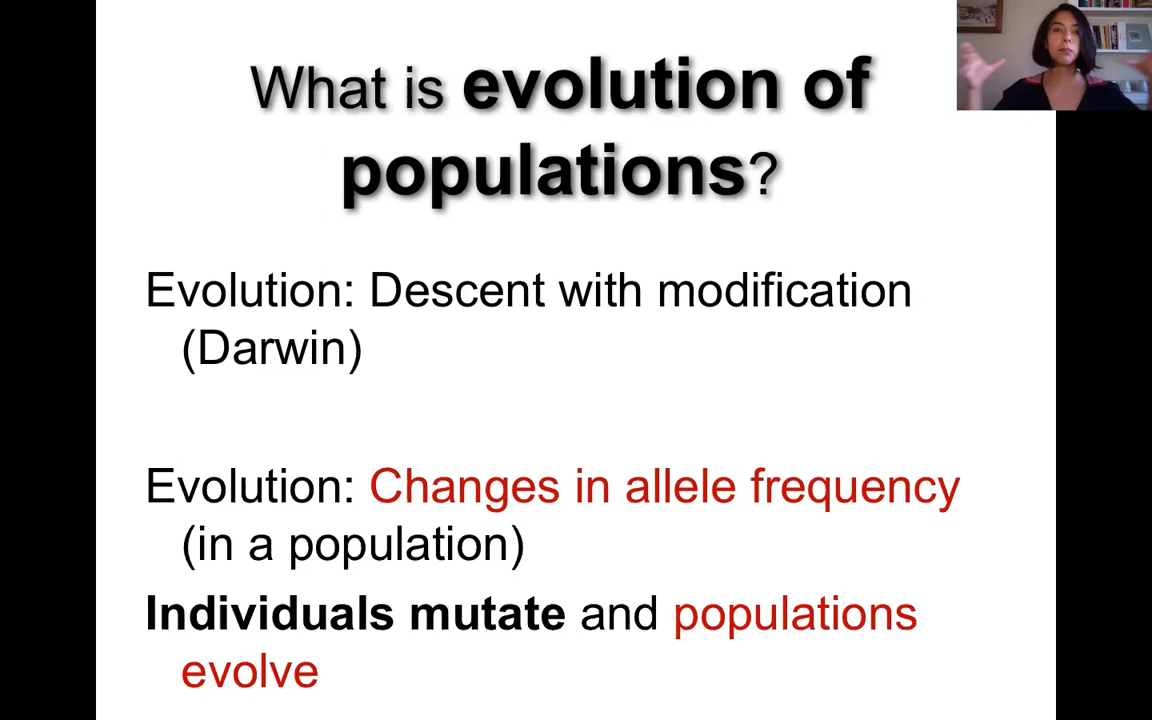 What is evolution of
populations?
Evolution: Descent with modification
(Darwin)
Evolution: Changes in allele frequency
(in a population)
Individuals mutate and populations
evolve